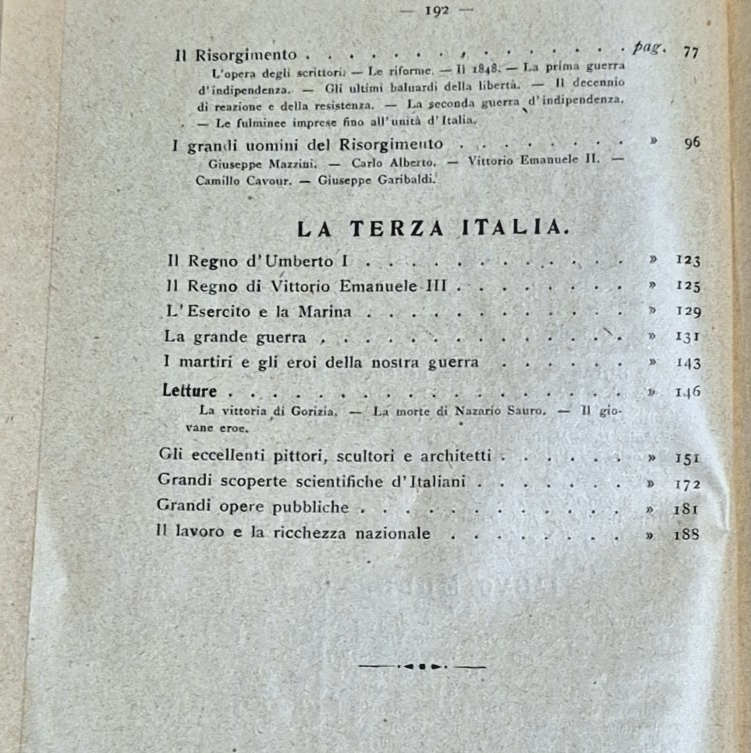 — 192 —
Il Risorgimento . . . . . . . . . . . . . pag. 77
L'opera degli scrittori. — Le riforme. — Il 1848. — La prima guerra
d'indipendenza. — Gli ultimi baluardi della libertà. — Il decennio
di reazione e della resistenza. — La seconda guerra d'indipendenza.
— Le fulminee imprese fino all'unità d'Italia.
I grandi uomini del Risorgimento . . . . . . . . » 96
Giuseppe Mazzini. — Carlo Alberto. — Vittorio Emanuele II. —
Camillo Cavour. — Giuseppe Garibaldi.
LA TERZA ITALIA.
Il Regno d'Umberto I . . . . . . . . . . . . » 123
Il Regno di Vittorio Emanuele III . . . . . . . . » 125
L'Esercito e la Marina . . . . . . . . . . . . » 129
La grande guerra . . . . . . . . . . . . . . » 131
I martiri e gli eroi della nostra guerra . . . . . . » 143
Letture . . . . . . . . . . . . . . . . . » 146
La vittoria di Gorizia. — La morte di Nazario Sauro. — Il gio-
vane eroe.
Gli eccellenti pittori, scultori e architetti . . . . . . » 151
Grandi scoperte scientifiche d'Italiani . . . . . . . » 172
Grandi opere pubbliche . . . . . . . . . . . . » 181
Il lavoro e la ricchezza nazionale . . . . . . . . » 188